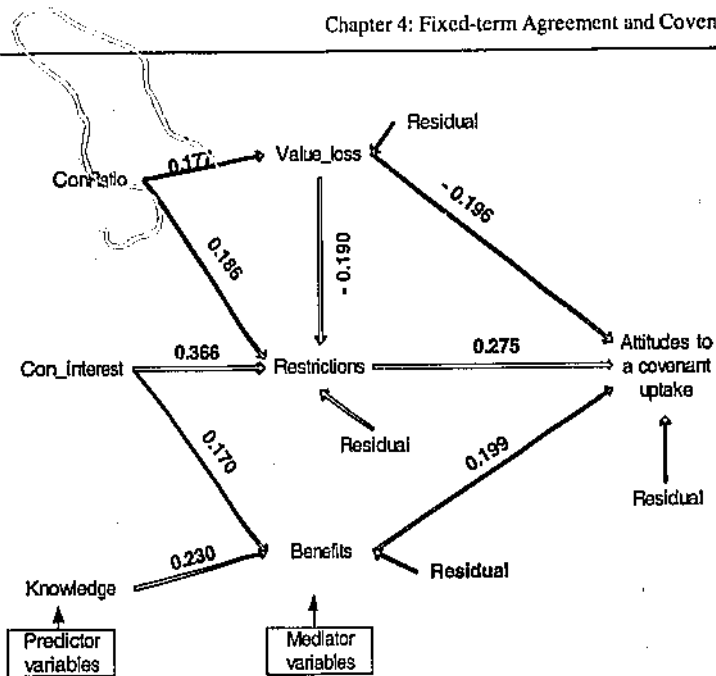 Chapter 4: Fixed-term Agreement and Coven
Residual
0.177
Value_loss
ConRatio
- 0.196
0.186
- 0.190
Con_interest
0.366
Restrictions
0.275
Attitudes to
a covenant
uptake
0.170
Residual
0.199
Residual
0.230
Benefits
Residual
Knowledge
Predictor
variables
Mediator
variables